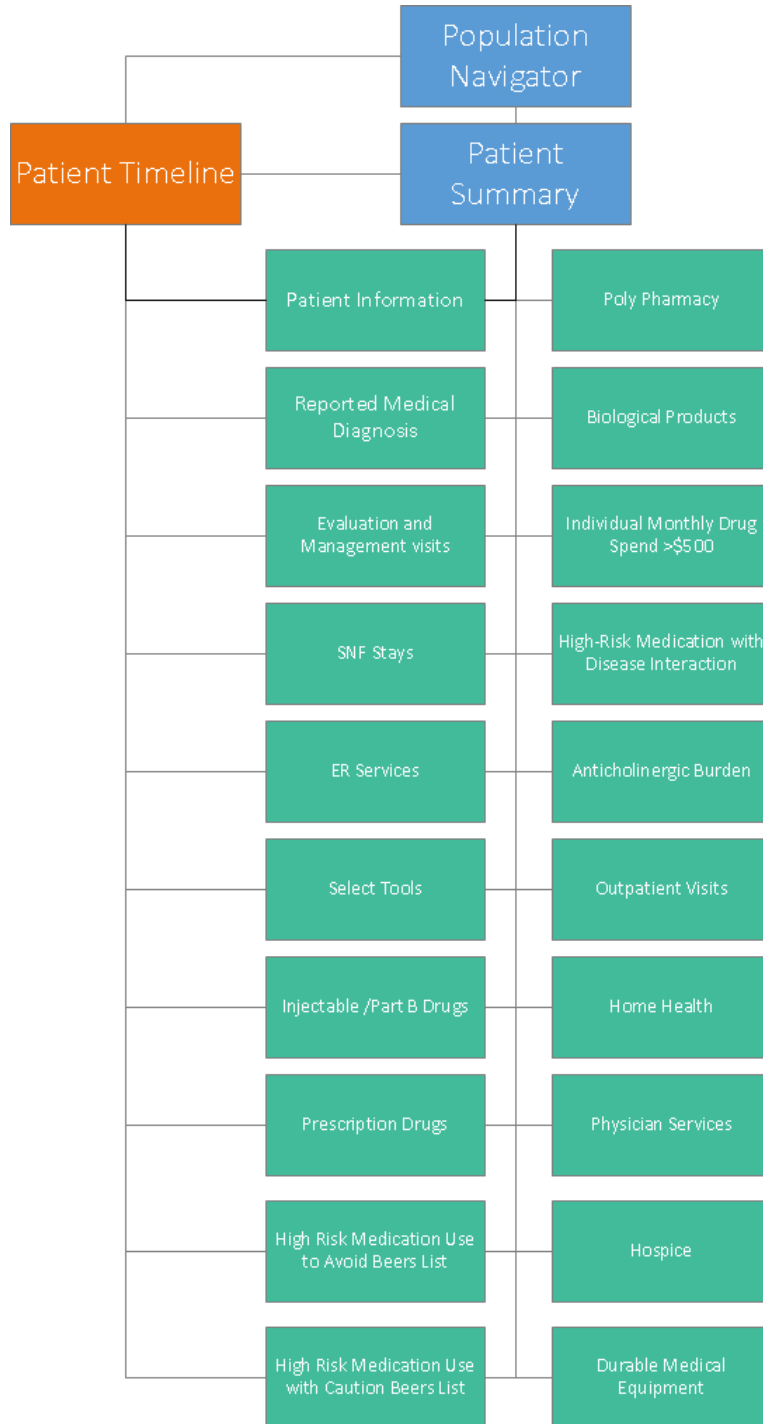 Population
Navigator
Patient Timeline
Patient
Summary
Patient Information
Poly Pharmacy
Reported Medical
Diagnosis
Biological Products
Evaluation and
Management visits
Individual Monthly Drug
Spend >$500
SNF Stays
High-Risk Medication with
Disease Interaction
ER Services
Anticholinergic Burden
Select Tools
Outpatient Visits
Injectable /Part B Drugs
Home Health
Prescription Drugs
Physician Services
High Risk Medication Use
to Avoid Beers List
Hospice
High Risk Medication Use
with Caution Beers List
Durable Medical
Equipment